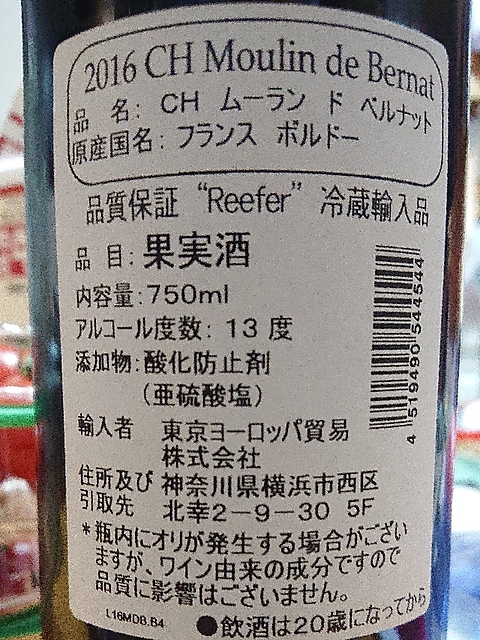 2016 CH Moulin de Bernat
品 名: CH ムーラン ド ベルナット
原産国名: フランス ボルドー
品質保証 “Reefer” 冷蔵輸入品
品 目: 果実酒
内容量: 750ml
アルコール度数: 13 度
添加物: 酸化防止剤
（亜硫酸塩）
4 519490 544544
輸入者 東京ヨーロッパ貿易
株式会社
住所及び 神奈川県横浜市西区
引取先 北幸2－9－30 5F
*瓶内にオリが発生する場合がござい
ますが、ワイン由来の成分ですので
品質に影響はございません。
L16MDB.B4
●飲酒は20歳になってから